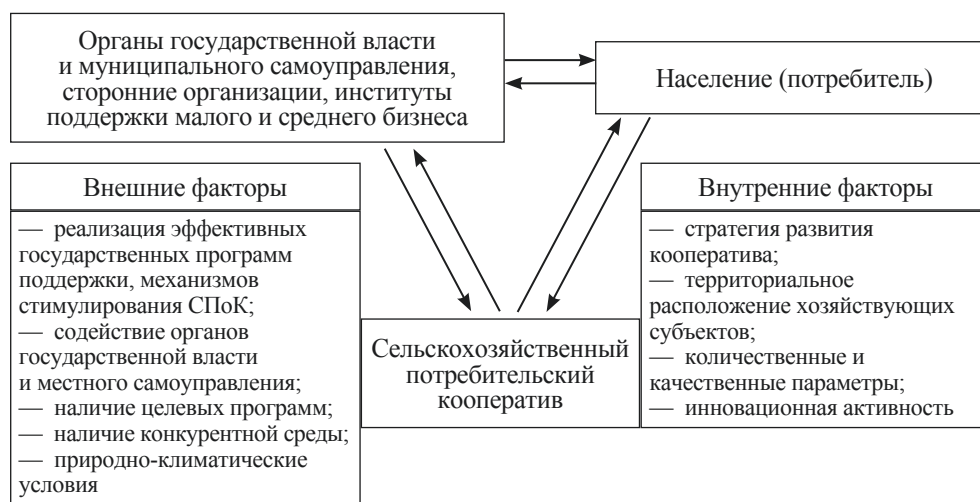 Органы государственной власти
и муниципального самоуправления,
сторонние организации, институты
поддержки малого и среднего бизнеса
Население (потребитель)
Внешние факторы
— реализация эффективных
государственных программ
поддержки, механизмов
стимулирования СПоК;
— содействие органов
государственной власти
и местного самоуправления;
— наличие целевых программ;
— наличие конкурентной среды;
— природно-климатические
условия
Сельскохозяйственный
потребительский
кооператив
Внутренние факторы
— стратегия развития
кооператива;
— территориальное
расположение хозяйствующих
субъектов;
— количественные и
качественные параметры;
— инновационная активность